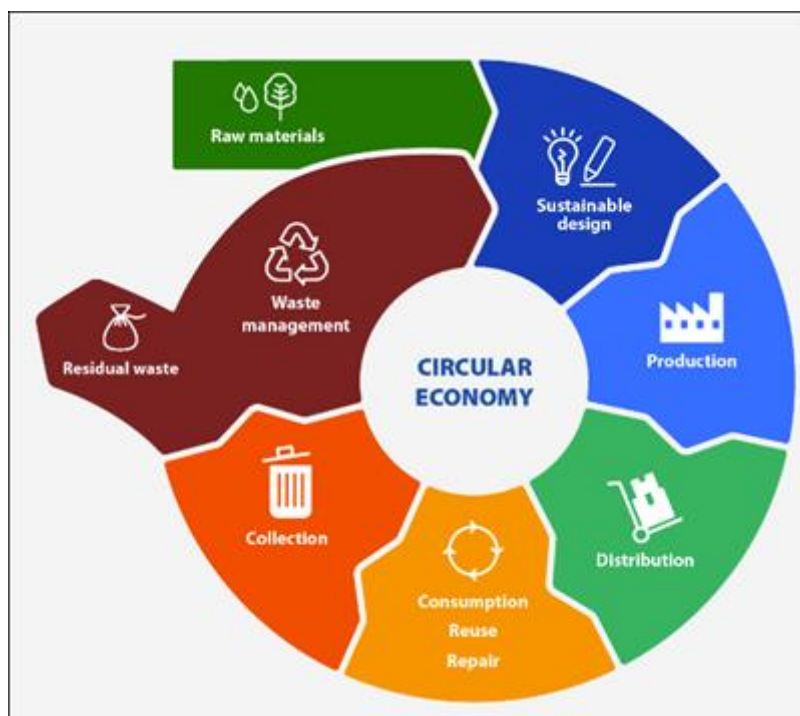 Raw materials
Sustainable
design
Production
Distribution
Consumption
Reuse
Repair
Collection
Waste
management
Residual waste
CIRCULAR
ECONOMY